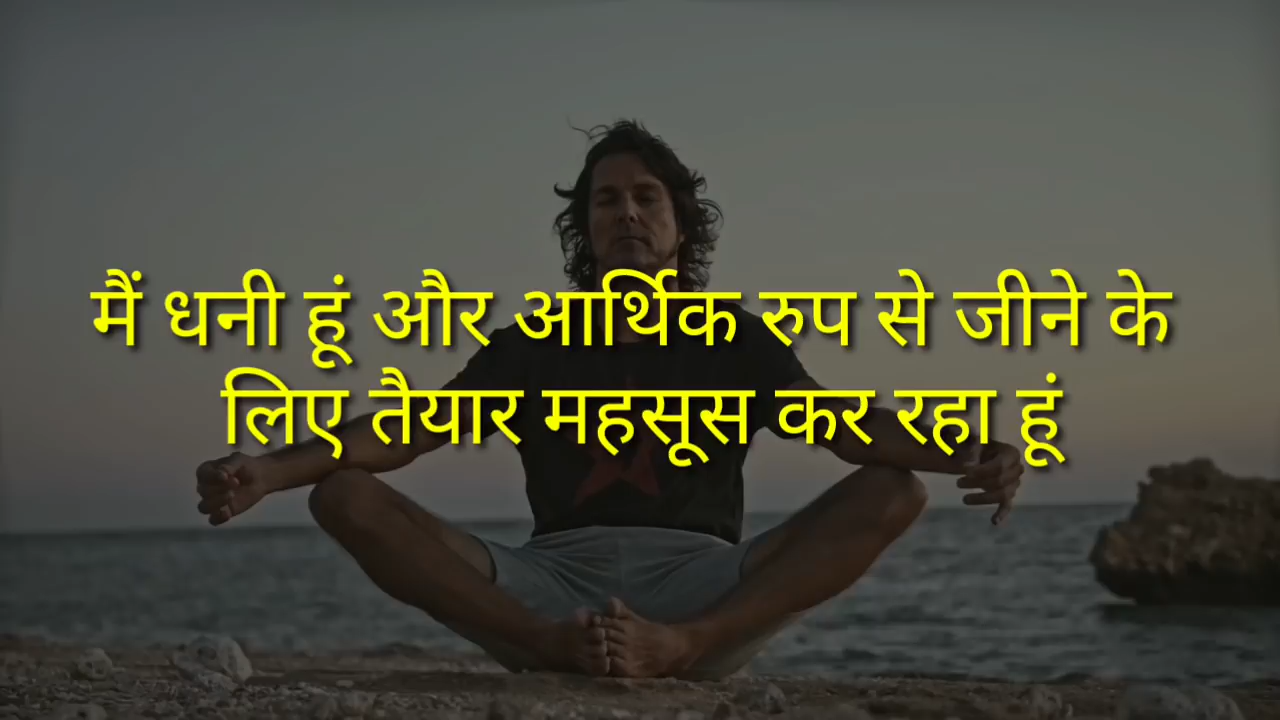 मैं धनी हूं और आर्थिक रुप से जीने के
लिए तैयार महसूस कर रहा हूं